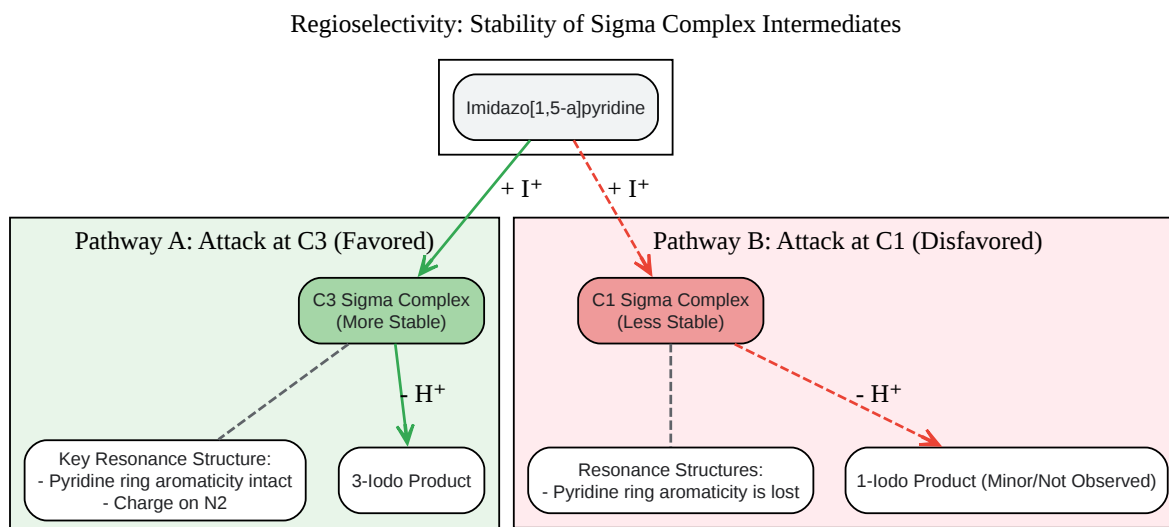 Regioselectivity: Stability of Sigma Complex Intermediates
Imidazo[1,5-a]pyridine
+ I⁺
+ I⁺
Pathway A: Attack at C3 (Favored)
C3 Sigma Complex
(More Stable)
- H⁺
Key Resonance Structure:
- Pyridine ring aromaticity intact
- Charge on N2
3-Iodo Product
Pathway B: Attack at C1 (Disfavored)
C1 Sigma Complex
(Less Stable)
- H⁺
Resonance Structures:
- Pyridine ring aromaticity is lost
1-Iodo Product (Minor/Not Observed)